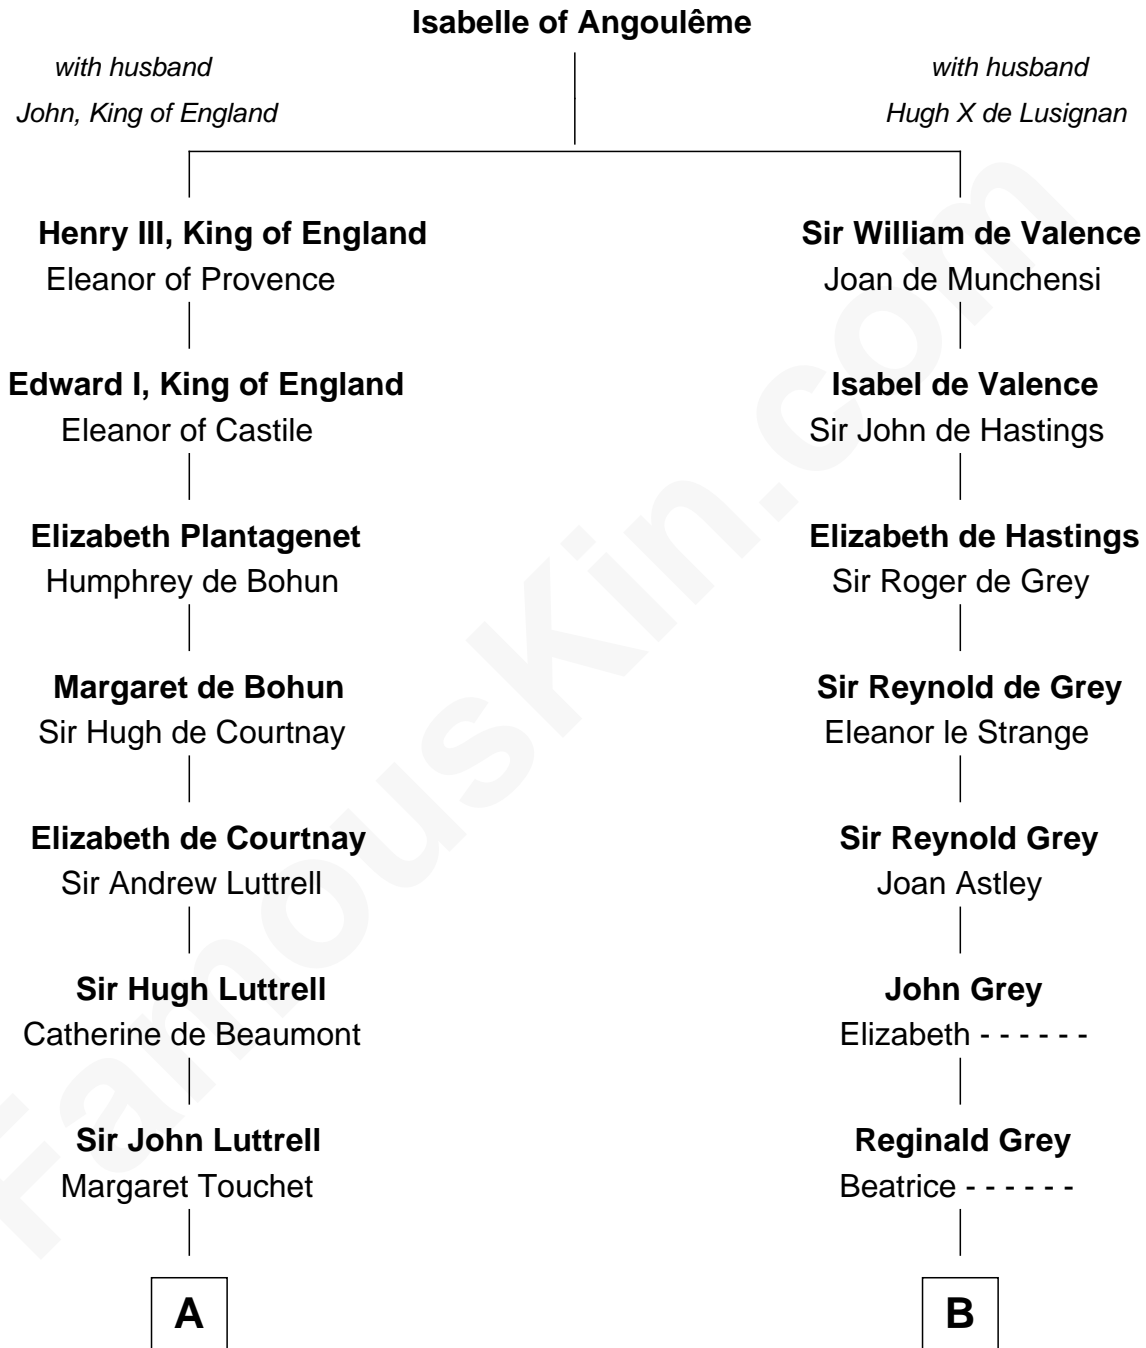 Isabelle of Angoulême
with husband
John, King of England
with husband
Hugh X de Lusignan
Henry III, King of England
Eleanor of Provence
Sir William de Valence
Joan de Munchensi
Edward I, King of England
Eleanor of Castile
Isabel de Valence
Sir John de Hastings
Elizabeth Plantagenet
Humphrey de Bohun
Elizabeth de Hastings
Sir Roger de Grey
Margaret de Bohun
Sir Hugh de Courtnay
Sir Reynold de Grey
Eleanor le Strange
Elizabeth de Courtnay
Sir Andrew Luttrell
Sir Reynold Grey
Joan Astley
Sir Hugh Luttrell
Catherine de Beaumont
John Grey
Elizabeth - - - - - -
Sir John Luttrell
Margaret Touchet
Reginald Grey
Beatrice - - - - - -
A
B
FamousKin.com